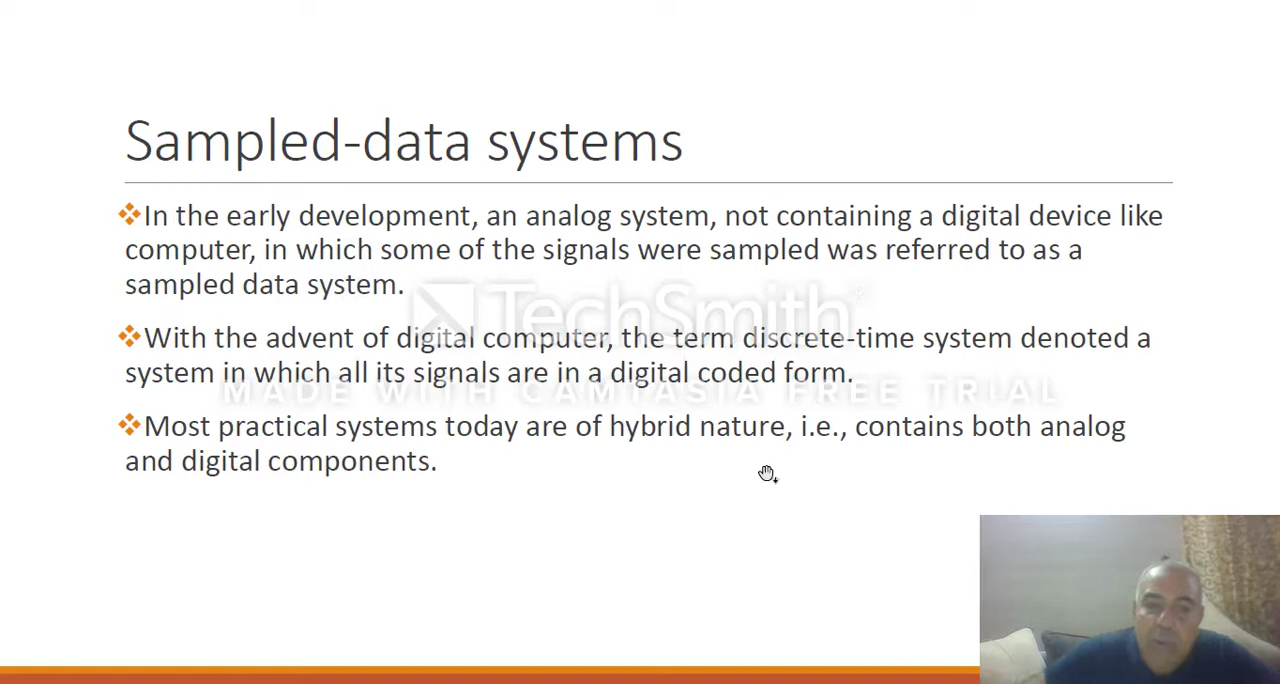 Sampled-data systems
In the early development, an analog system, not containing a digital device like
computer, in which some of the signals were sampled was referred to as a
sampled data system.
TechSmith
With the advent of digital computer, the term discrete-time system denoted a
system in which all its signals are in a digital coded form.
MADE WITH CAMTASIA FREE TRIAL
Most practical systems today are of hybrid nature, i.e., contains both analog
and digital components.